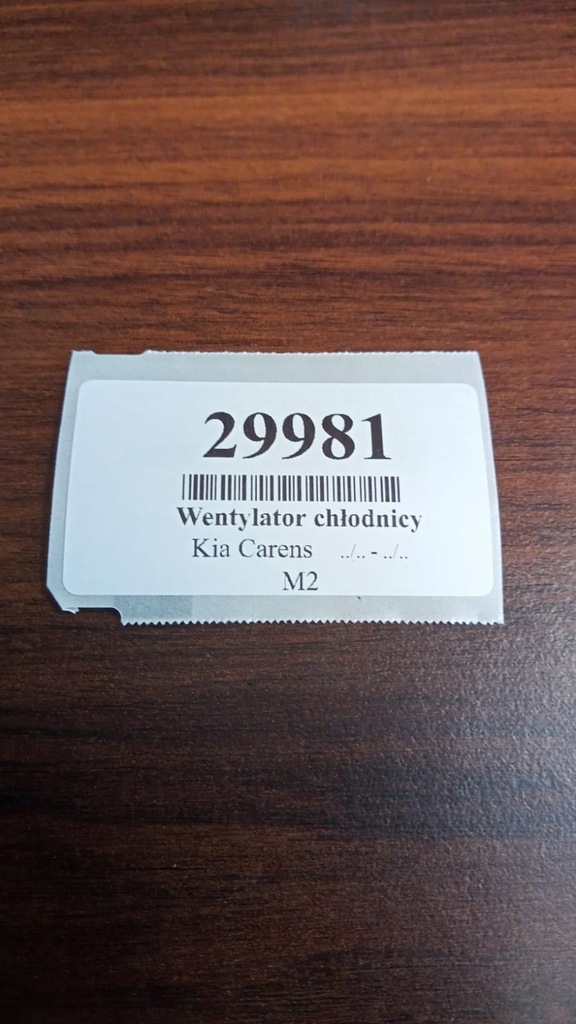 29981
Wentylator chłodnicy
Kia Carens ../.. - ../..
M2